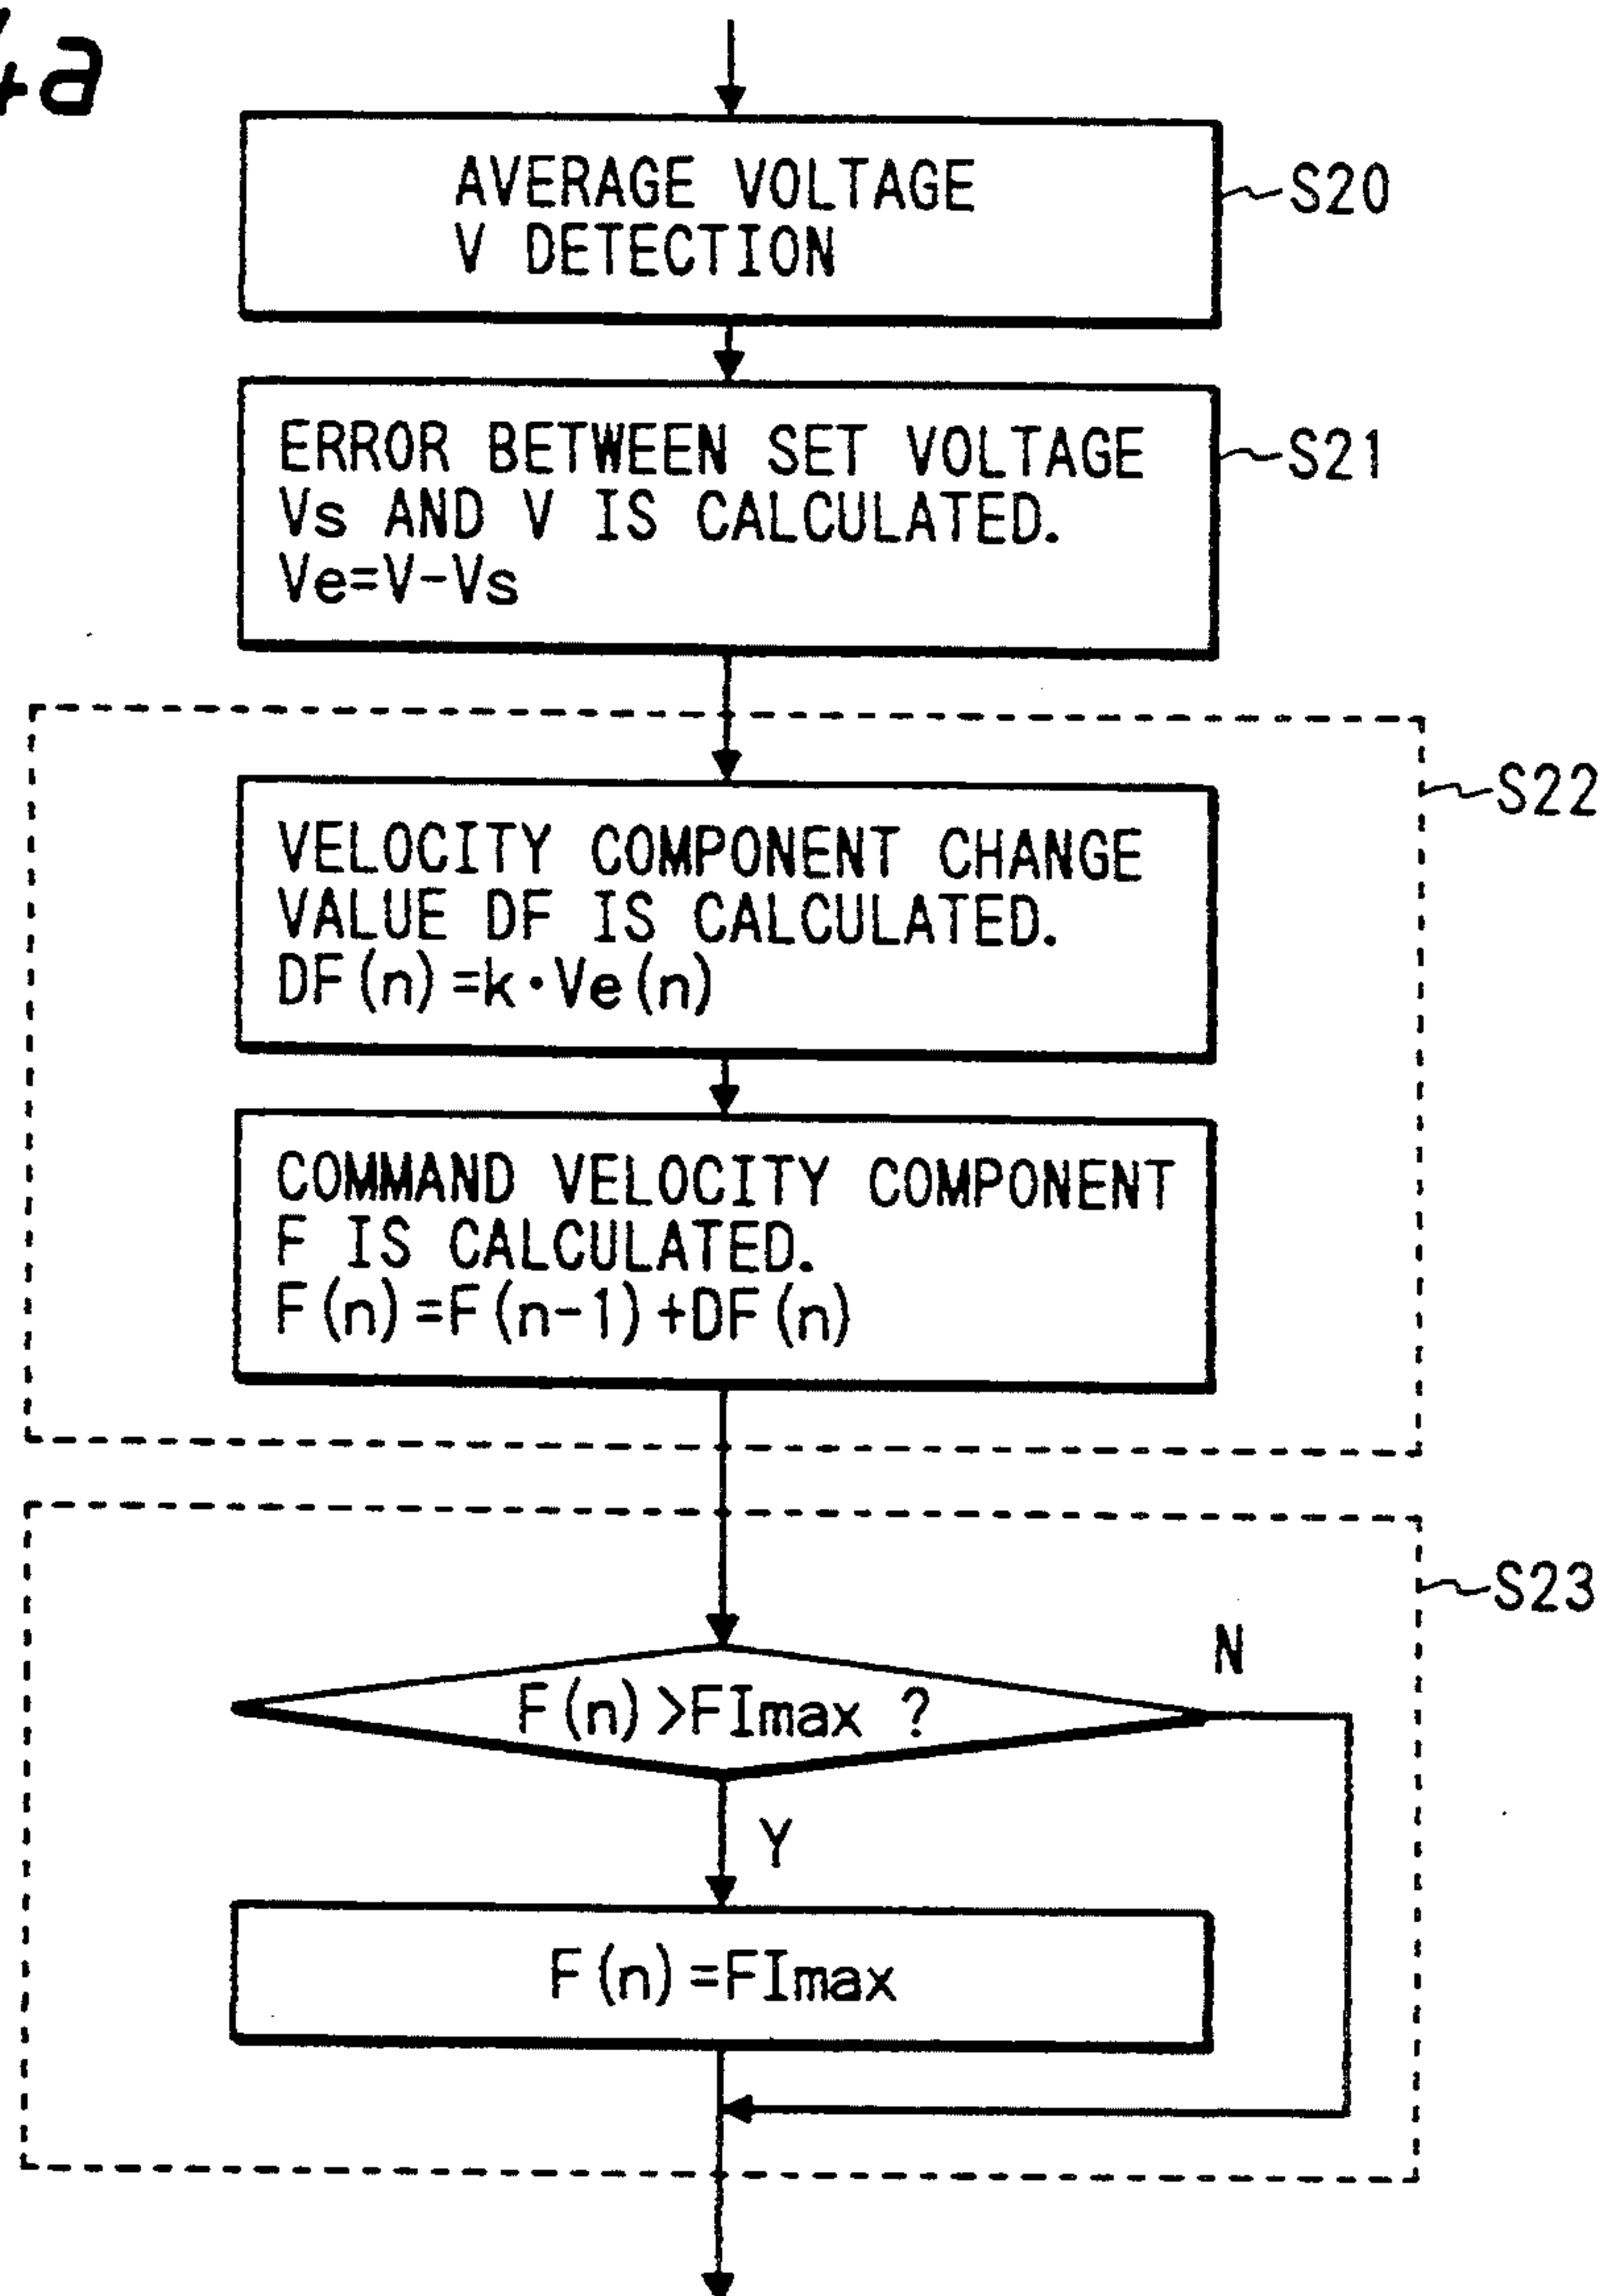 4a
AVERAGE VOLTAGE
V DETECTION
S20
ERROR BETWEEN SET VOLTAGE
Vs AND V IS CALCULATED.
Ve=V-Vs
S21
S22
VELOCITY COMPONENT CHANGE
VALUE DF IS CALCULATED.
DF(n)=k·Ve(n)
COMMAND VELOCITY COMPONENT
F IS CALCULATED.
F(n)=F(n-1)+DF(n)
S23
F(n)>FImax ?
N
Y
F(n)=FImax